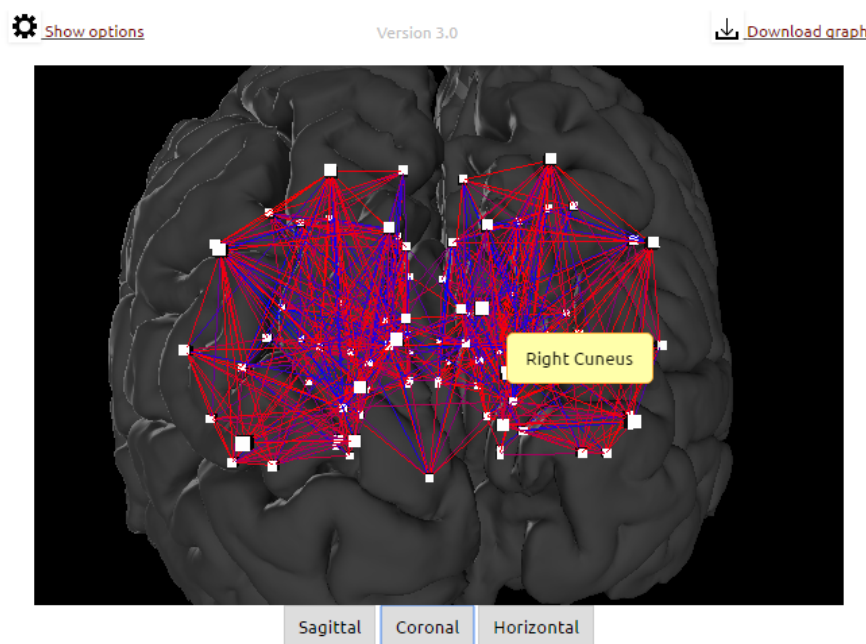 Show options
Version 3.0
Download graph
Right Cuneus
Sagittal
Coronal
Horizontal